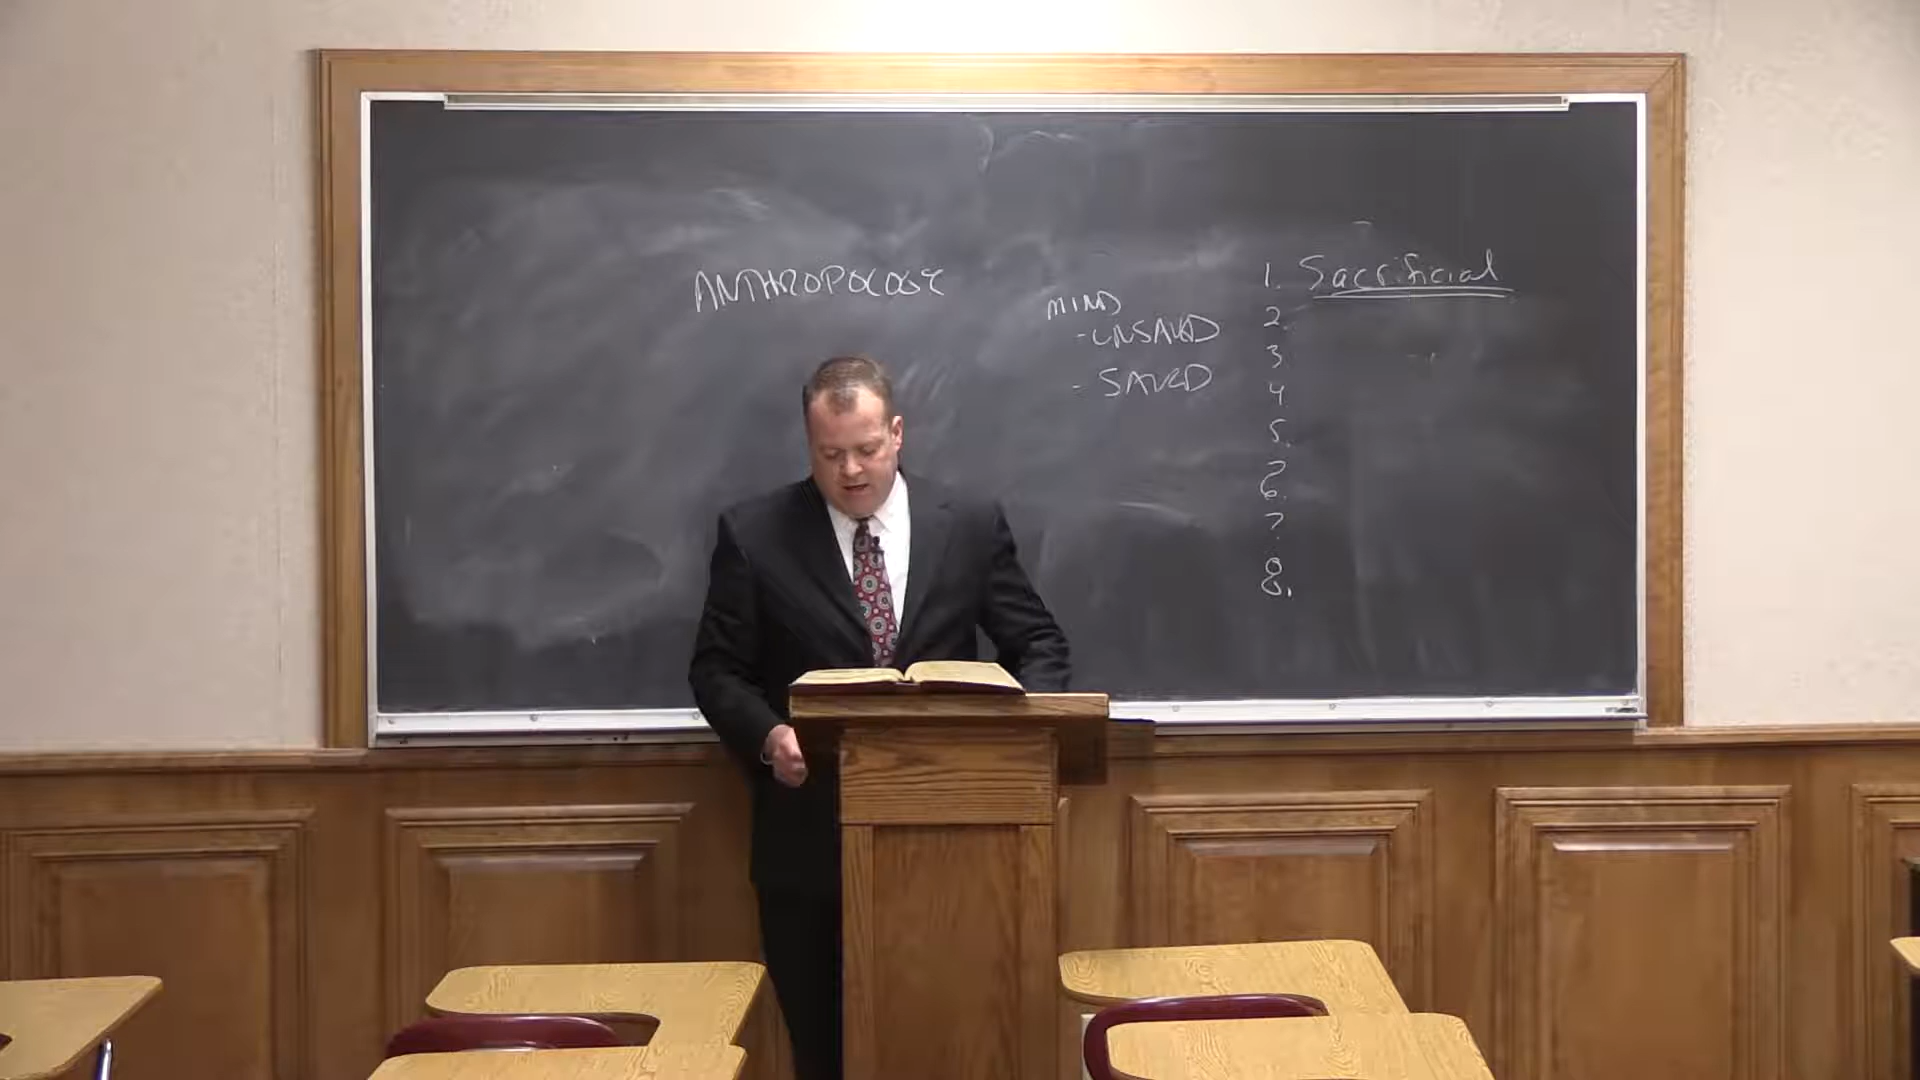 ANTHROPOLOGY
MIND
- UNSAVED
- SAVED
1. Sacrificial
2.
3.
4.
5.
6.
7.
8.